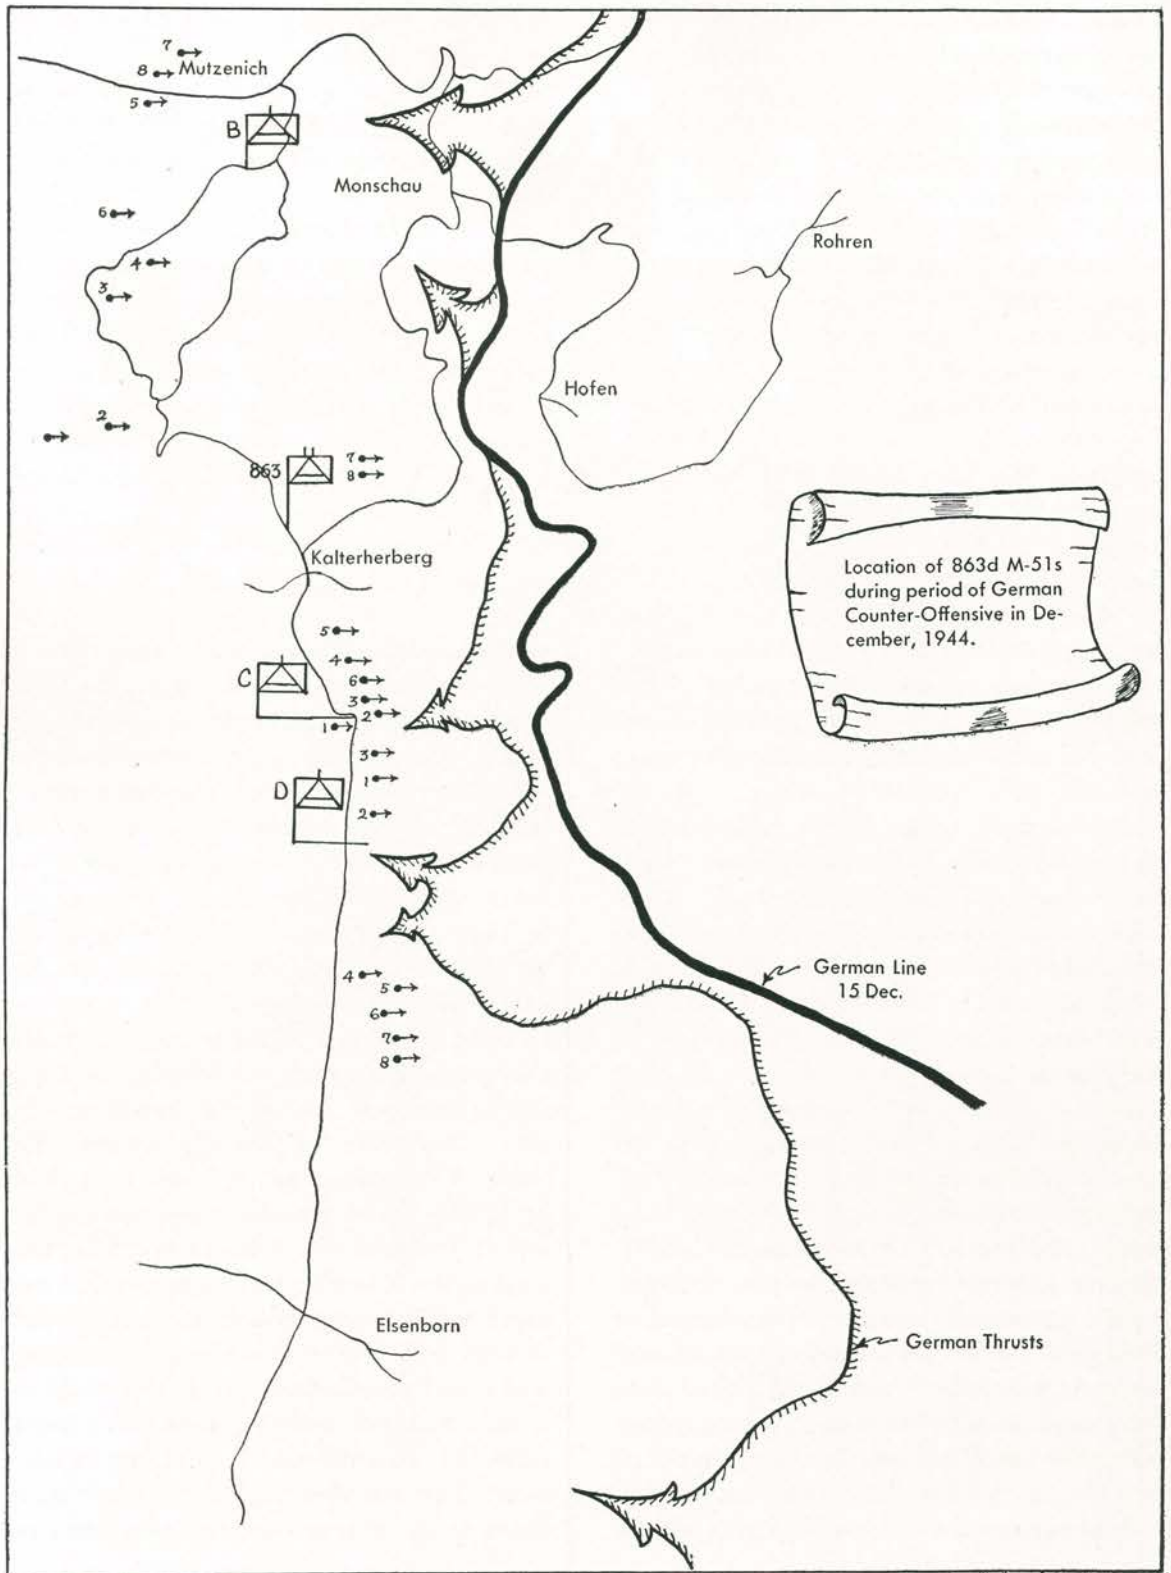 7
8
Mutzenich
5
B
Monschau
6
Rohren
4
3
Hofen
2
863
7
8
Kalterherberg
Location of 863d M-51s
during period of German
Counter-Offensive in De-
cember, 1944.
5
4
C
6
3
2
1
3
D
1
2
German Line
15 Dec.
4
5
6
7
8
Elsenborn
German Thrusts